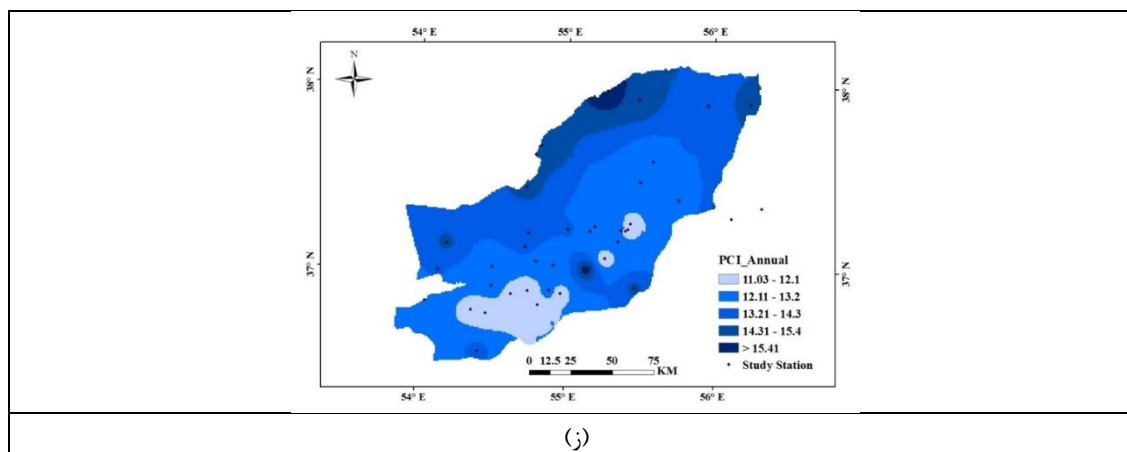 54° E 55° E 56° E
N
38° N 38° N
37° N 37° N
PCI_Annual
11.03 - 12.1
12.11 - 13.2
13.21 - 14.3
14.31 - 15.4
> 15.41
Study Station
0 12.5 25 50 75
KM
54° E 55° E 56° E
(ز)